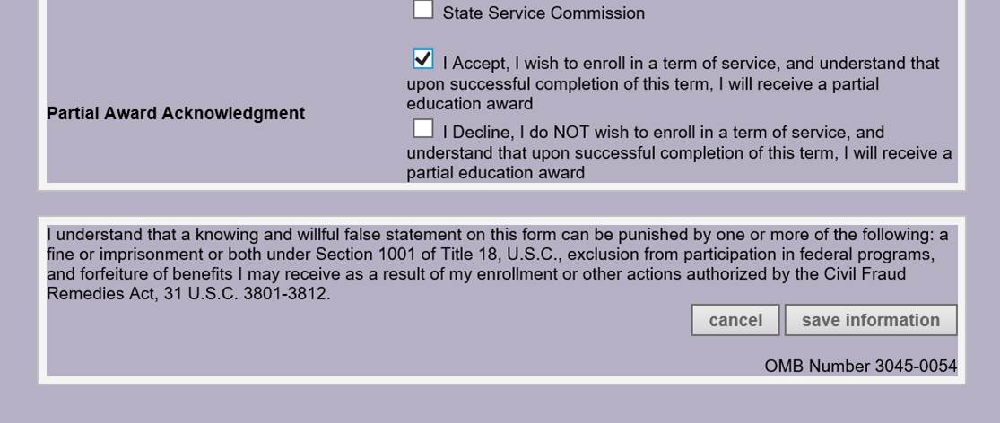 State Service Commission
I Accept, I wish to enroll in a term of service, and understand that
upon successful completion of this term, I will receive a partial
education award
Partial Award Acknowledgment
I Decline, I do NOT wish to enroll in a term of service, and
understand that upon successful completion of this term, I will receive a
partial education award
I understand that a knowing and willful false statement on this form can be punished by one or more of the following: a
fine or imprisonment or both under Section 1001 of Title 18, U.S.C., exclusion from participation in federal programs,
and forfeiture of benefits I may receive as a result of my enrollment or other actions authorized by the Civil Fraud
Remedies Act, 31 U.S.C. 3801-3812.
cancel save information
OMB Number 3045-0054